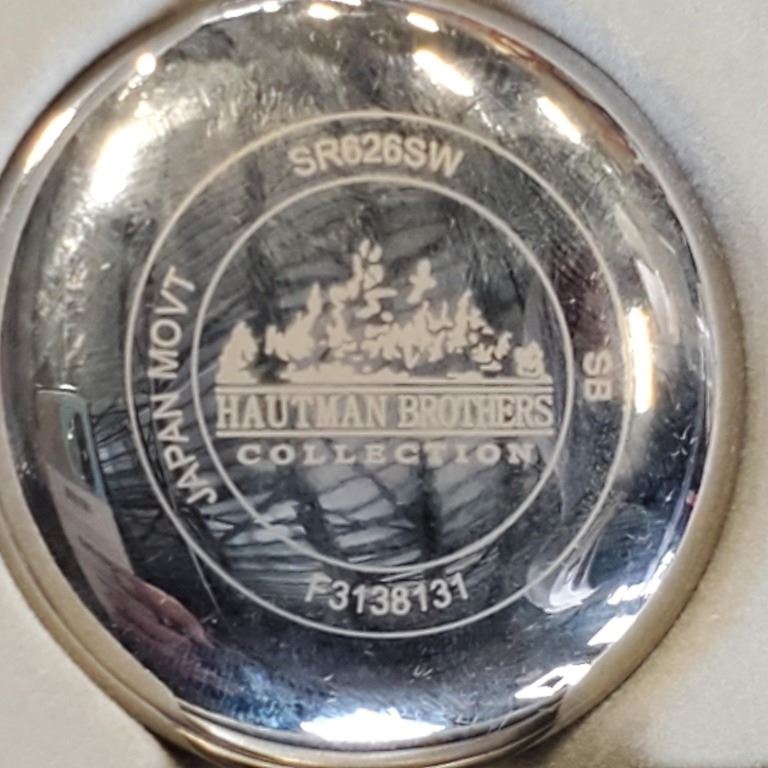 SR626SW
JAPAN MOVT
SB
HAUTMAN BROTHERS
COLLECTION
F3138131